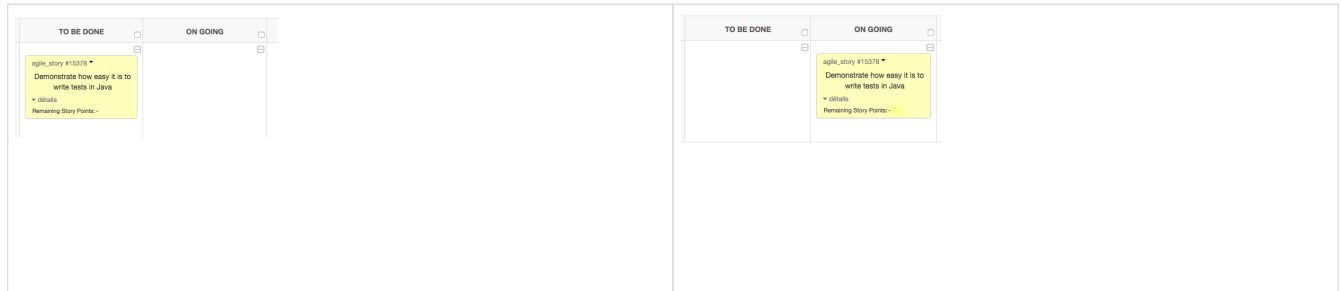 TO BE DONE ON GOING
agile_story #15378
Demonstrate how easy it is to
write tests in Java
détails
Remaining Story Points: -
TO BE DONE ON GOING
agile_story #15378
Demonstrate how easy it is to
write tests in Java
détails
Remaining Story Points: -